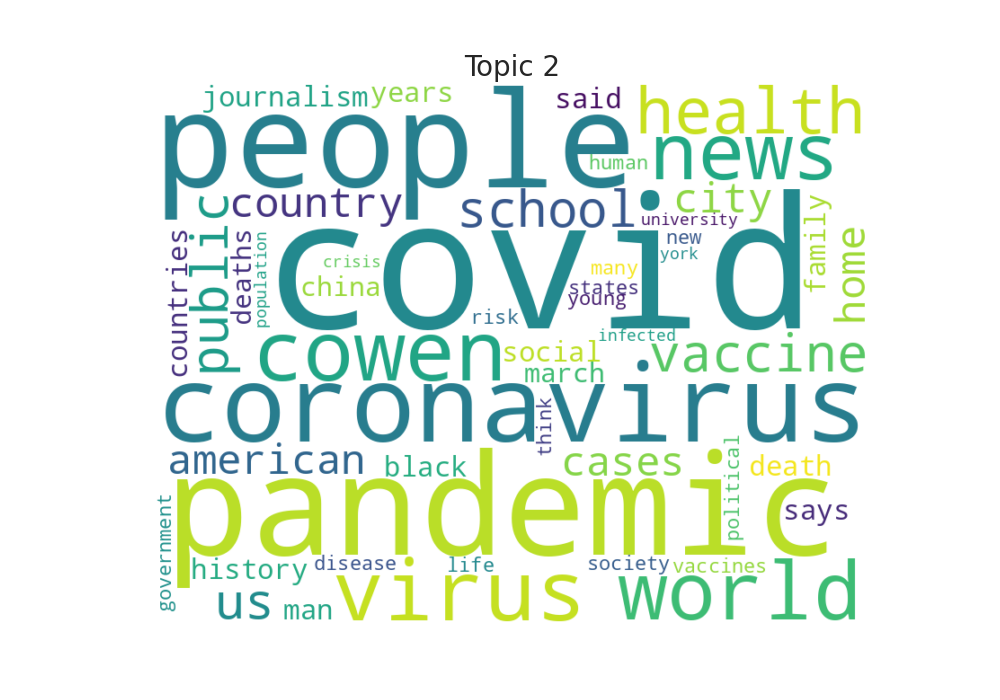 Topic 2
journalism years said health
people news
human
country school city
university
public covid new family home
york
countries deaths population crisis many
china states
young
risk
infected
cowen social vaccine
march
coronavirus
think
american black cases death
political
pandemic says
government
history disease life society vaccines
us man virus world